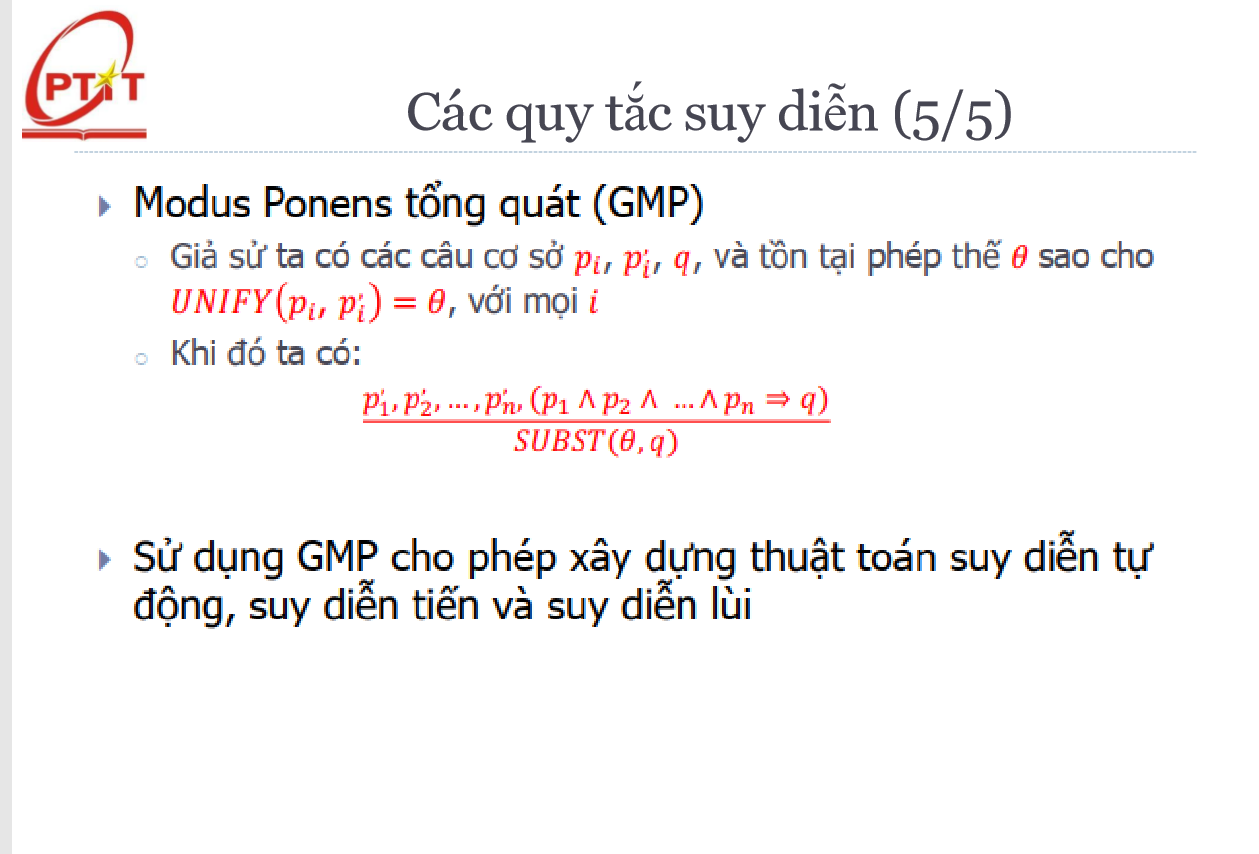 PTIT
Các quy tắc suy diễn (5/5)
Modus Ponens tổng quát (GMP)
Giả sử ta có các câu cơ sở pᵢ, pᵢ′, q, và tồn tại phép thế θ sao cho
UNIFY(pᵢ, pᵢ′) = θ, với mọi i
Khi đó ta có:
p₁′, p₂′, … , pₙ′, (p₁ ∧ p₂ ∧ … ∧ pₙ ⇒ q)
SUBST(θ, q)
Sử dụng GMP cho phép xây dựng thuật toán suy diễn tự
động, suy diễn tiến và suy diễn lùi